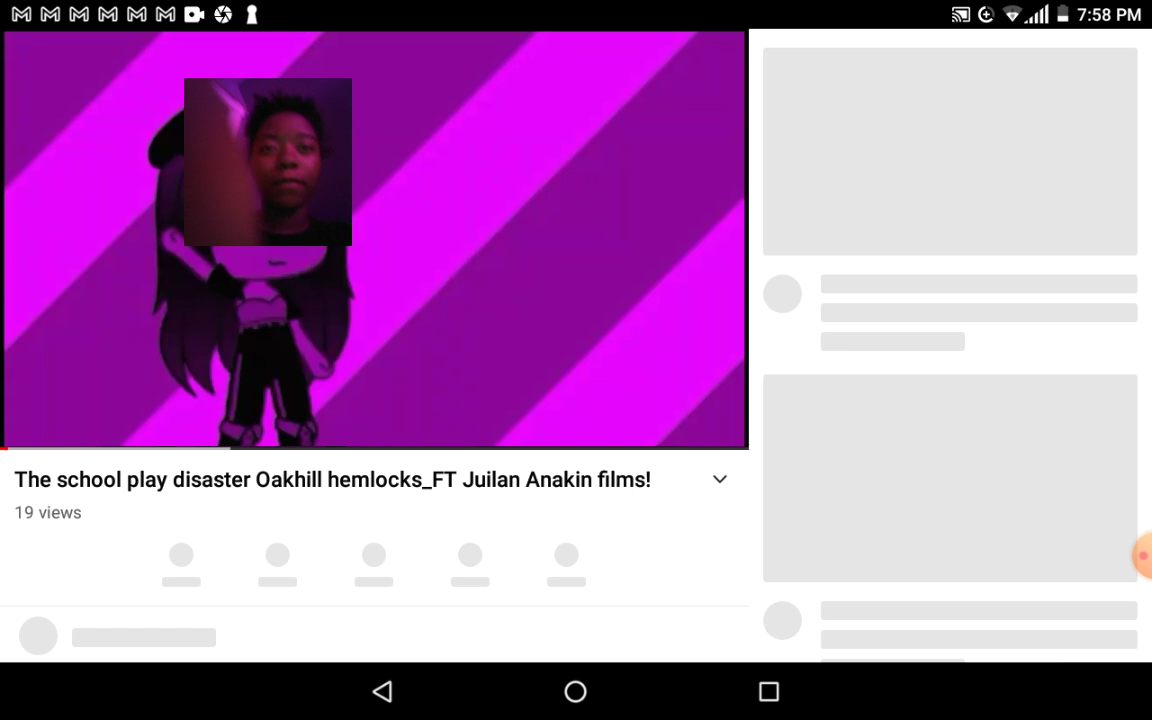 7:58 PM
The school play disaster Oakhill hemlocks_FT Juilan Anakin films!
19 views